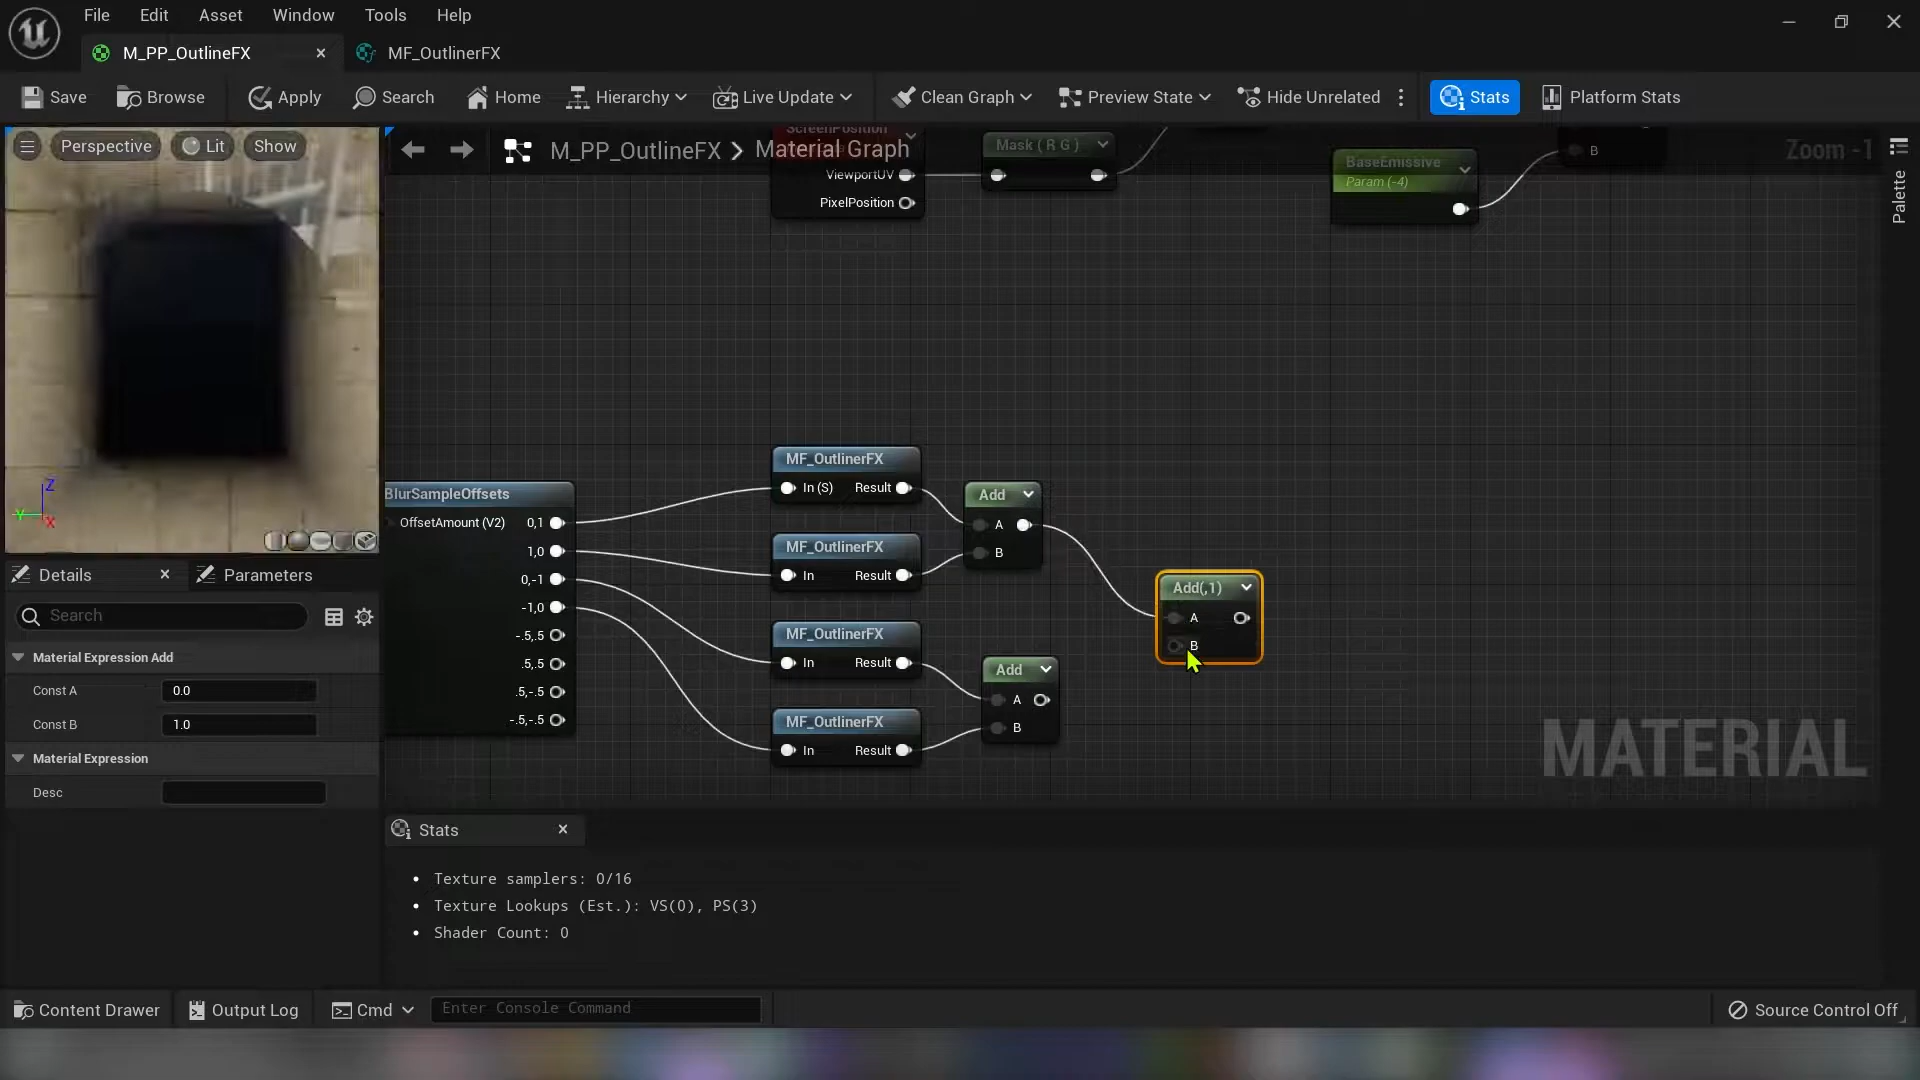 File Edit Asset Window Tools Help
M_PP_OutlineFX
MF_OutlinerFX
Save Browse Apply Search Home Hierarchy Live Update Clean Graph Preview State Hide Unrelated Stats Platform Stats
Perspective Lit Show
M_PP_OutlineFX
Material Graph
Zoom -1
Palette
ScreenPosition
ViewportUV
PixelPosition
Mask ( R G )
BaseEmissive
Param (-4)
B
BlurSampleOffsets
OffsetAmount (V2) 0,1
1,0
0,-1
-1,0
-.5,.5
.5,.5
.5,-.5
-.5,-.5
MF_OutlinerFX
In (S) Result
MF_OutlinerFX
In Result
MF_OutlinerFX
In Result
MF_OutlinerFX
In Result
Add
A
B
Add
A
B
Add(,1)
A
B
MATERIAL
Z
Y
X
Details
Parameters
Search
Material Expression Add
Const A 0.0
Const B 1.0
Material Expression
Desc
Stats
• Texture samplers: 0/16
• Texture Lookups (Est.): VS(0), PS(3)
• Shader Count: 0
Content Drawer Output Log Cmd Enter Console Command Source Control Off